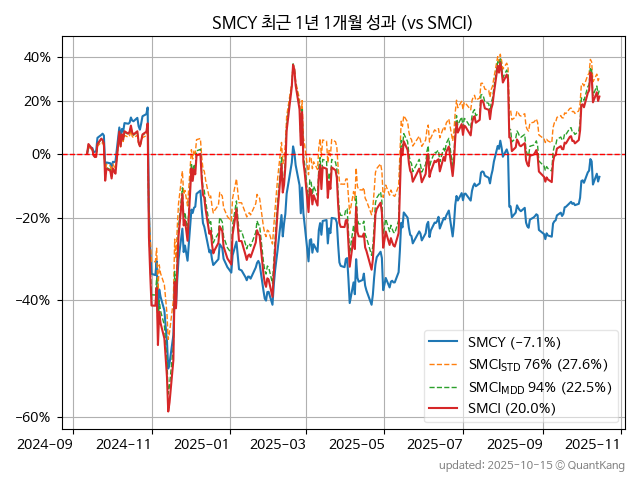 SMCY 최근 1년 1개월 성과 (vs SMCI)
40%
20%
0%
−20%
−40%
−60%
2024-09
2024-11
2025-01
2025-03
2025-05
2025-07
2025-09
2025-11
SMCY (-7.1%)
SMCI_STD 76% (27.6%)
SMCI_MDD 94% (22.5%)
SMCI (20.0%)
updated: 2025-10-15 © QuantKang